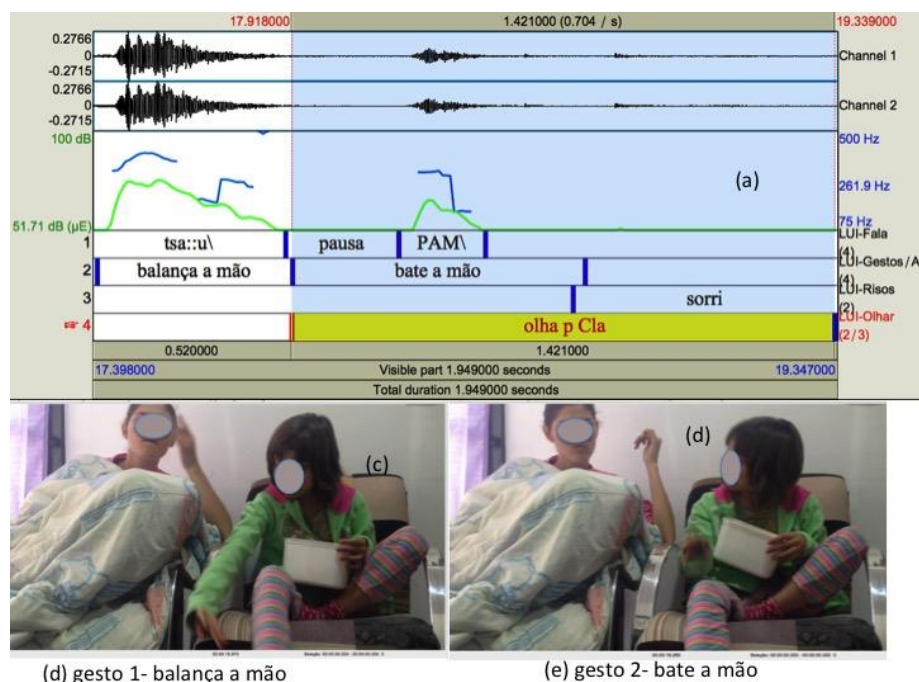 17.918000 1.421000 (0.704 / s) 19.339000
0.2766
0
-0.2715
Channel 1
0.2766
0
-0.2715
Channel 2
100 dB
500 Hz
(a)
261.9 Hz
51.71 dB (µE)
75 Hz
1 tsa::u\ pausa PAM\ LUI-Fala
(4)
2 balança a mão bate a mão LUI-Gestos/A
(4)
3 sorri LUI-Risos
(2)
4 olha p Cla LUI-Olhar
(2/3)
0.520000 1.421000
17.398000 Visible part 1.949000 seconds 19.347000
Total duration 1.949000 seconds
(c)
(d)
(d) gesto 1- balança a mão
(e) gesto 2- bate a mão